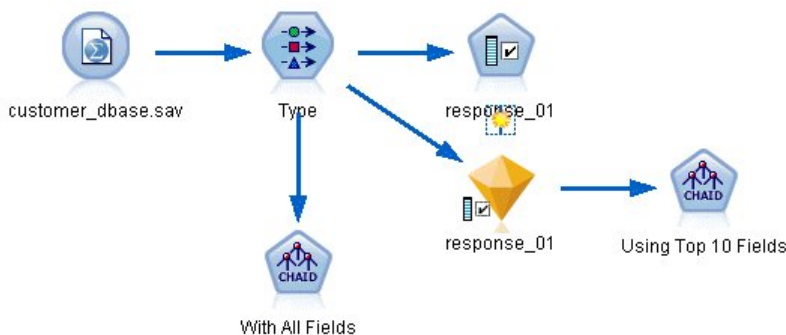 customer_dbase.sav
Type
response_01
response_01
CHAID
Using Top 10 Fields
CHAID
With All Fields